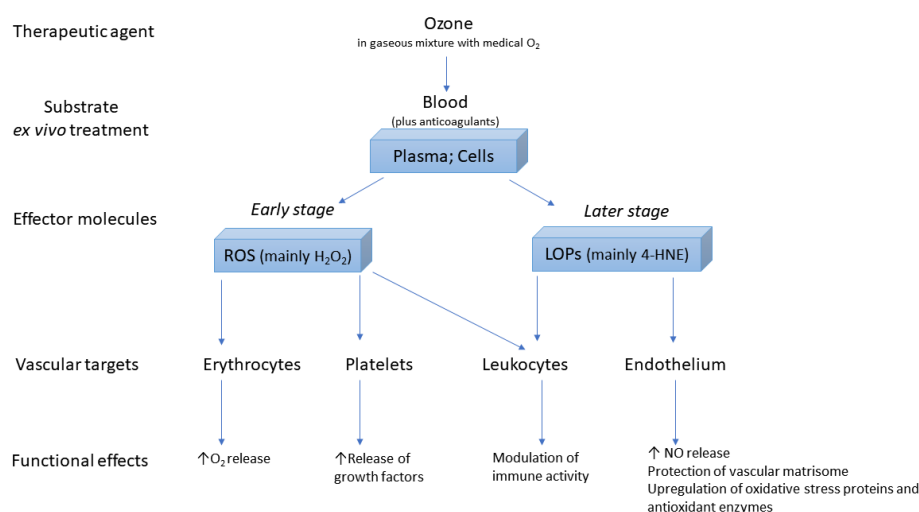 Therapeutic agent
Ozone
in gaseous mixture with medical O₂
Substrate
ex vivo treatment
Blood
(plus anticoagulants)
Plasma; Cells
Effector molecules
Early stage
Later stage
ROS (mainly H₂O₂)
LOPs (mainly 4-HNE)
Vascular targets
Erythrocytes
Platelets
Leukocytes
Endothelium
Functional effects
↑O₂ release
↑Release of
growth factors
Modulation of
immune activity
↑ NO release
Protection of vascular matrisome
Upregulation of oxidative stress proteins and
antioxidant enzymes